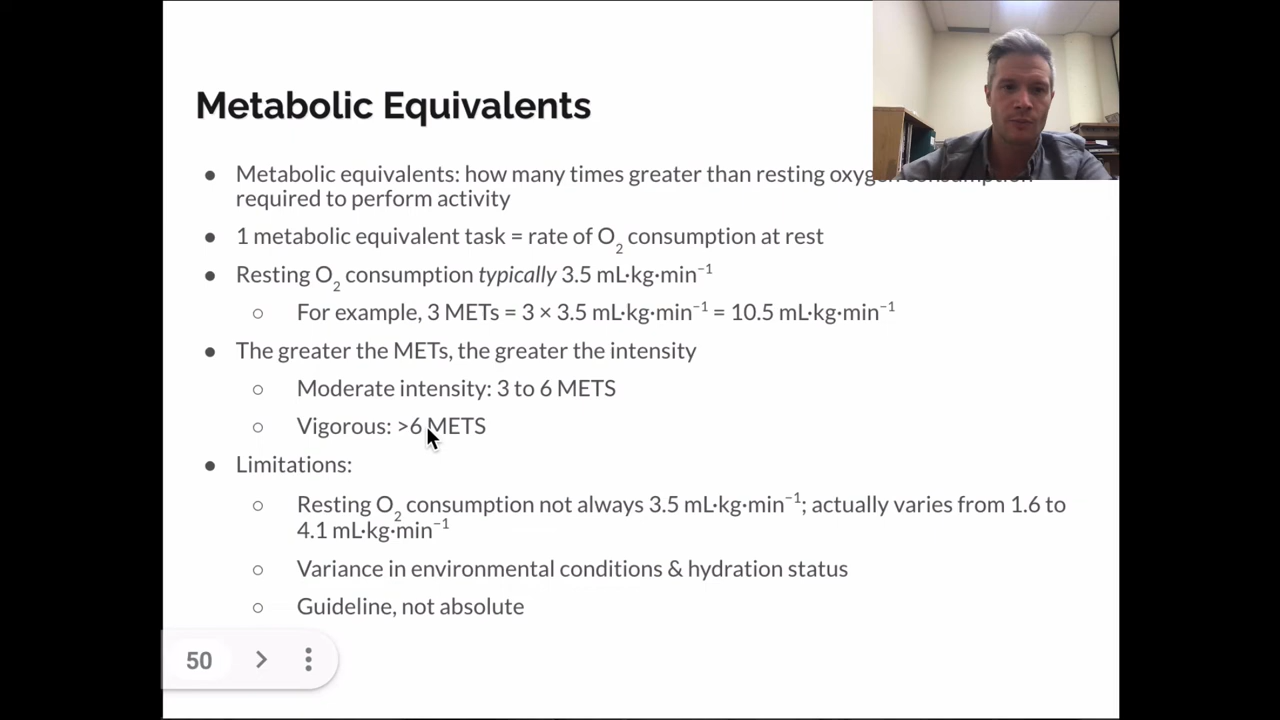 Metabolic Equivalents
● Metabolic equivalents: how many times greater than resting oxygen consumption
required to perform activity
● 1 metabolic equivalent task = rate of O₂ consumption at rest
● Resting O₂ consumption typically 3.5 mL·kg·min⁻¹
○ For example, 3 METs = 3 × 3.5 mL·kg·min⁻¹ = 10.5 mL·kg·min⁻¹
● The greater the METs, the greater the intensity
○ Moderate intensity: 3 to 6 METS
○ Vigorous: >6 METS
● Limitations:
○ Resting O₂ consumption not always 3.5 mL·kg·min⁻¹; actually varies from 1.6 to
4.1 mL·kg·min⁻¹
○ Variance in environmental conditions & hydration status
○ Guideline, not absolute
50